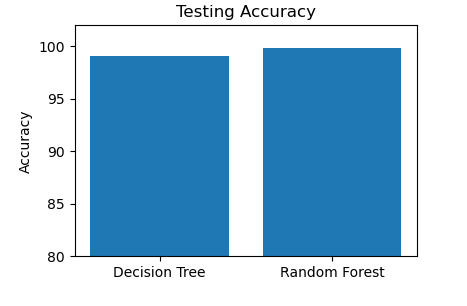 Testing Accuracy
100
95
90
85
80
Accuracy
Decision Tree
Random Forest